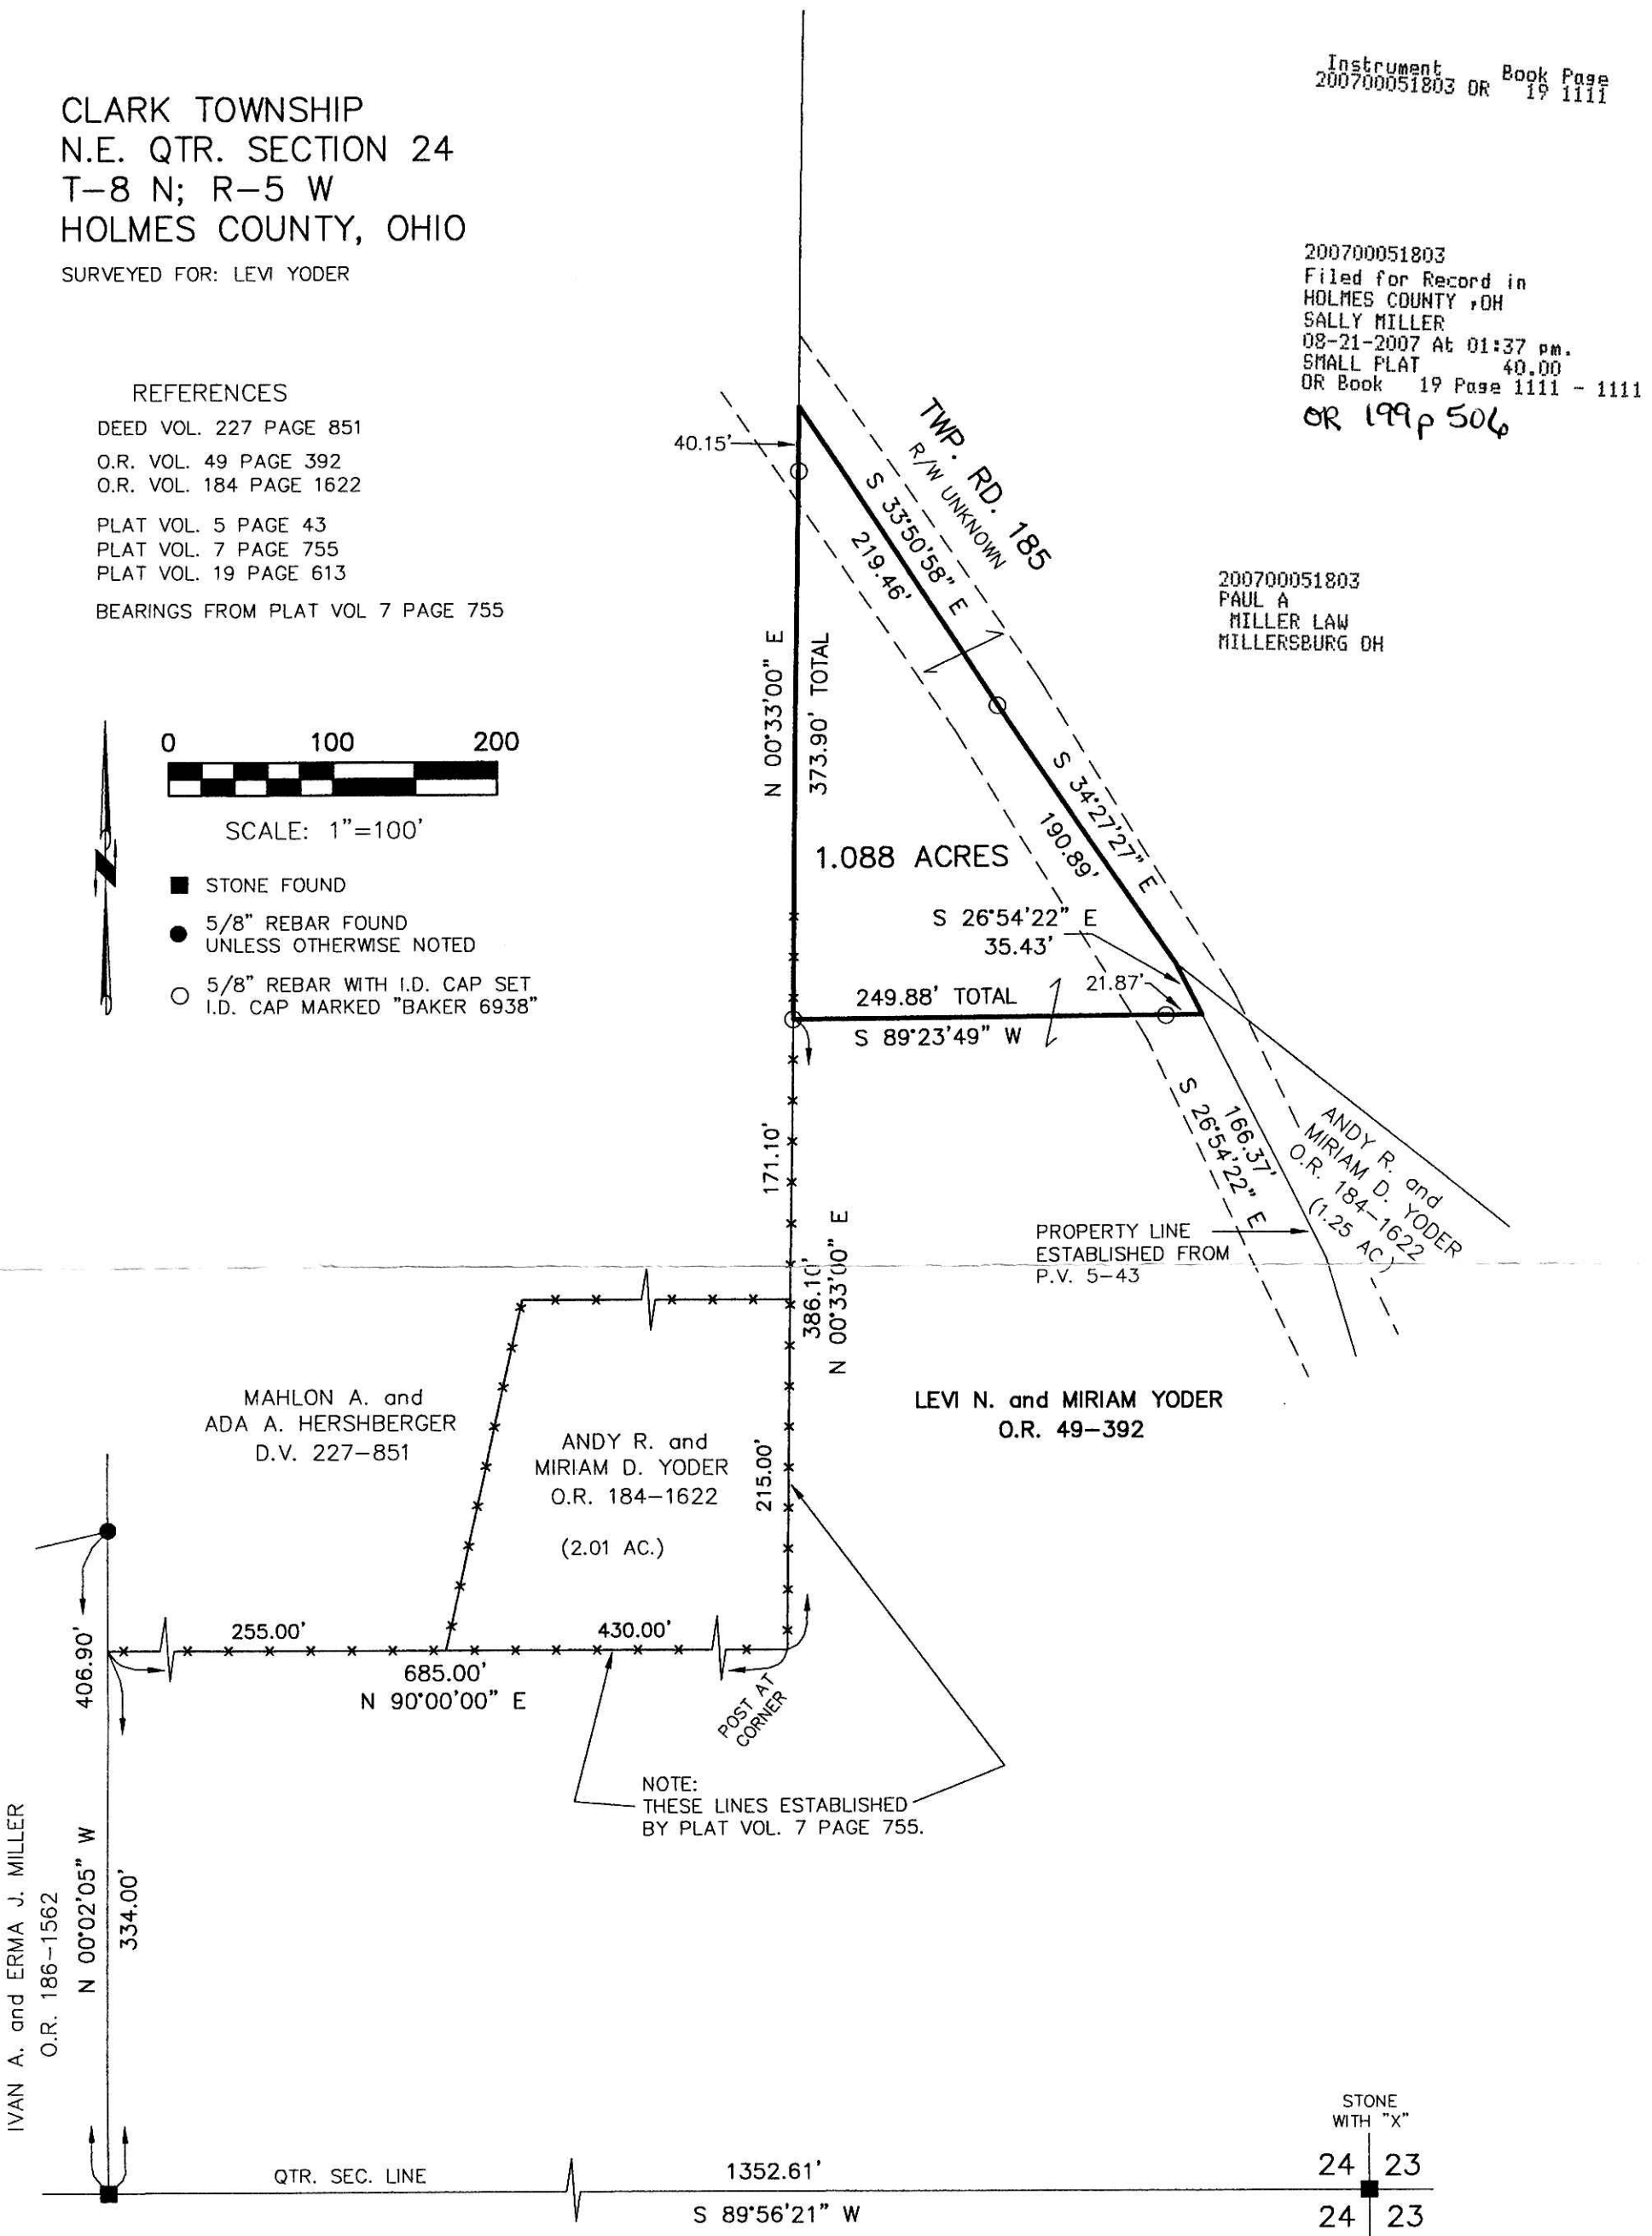 Instrument Book Page
200700051803 OR 19 1111
CLARK TOWNSHIP
N.E. QTR. SECTION 24
T-8 N; R-5 W
HOLMES COUNTY, OHIO
SURVEYED FOR: LEVI YODER
200700051803
Filed for Record in
HOLMES COUNTY ,OH
SALLY MILLER
08-21-2007 At 01:37 pm.
SMALL PLAT 40.00
OR Book 19 Page 1111 - 1111
OR 199p 506
REFERENCES
DEED VOL. 227 PAGE 851
O.R. VOL. 49 PAGE 392
O.R. VOL. 184 PAGE 1622
PLAT VOL. 5 PAGE 43
PLAT VOL. 7 PAGE 755
PLAT VOL. 19 PAGE 613
BEARINGS FROM PLAT VOL 7 PAGE 755
200700051803
PAUL A
MILLER LAW
MILLERSBURG OH
40.15'
TWP. RD. 185
R/W UNKNOWN
S 33°50'58" E
219.46'
N 00°33'00" E
373.90' TOTAL
0 100 200
SCALE: 1"=100'
STONE FOUND
5/8" REBAR FOUND
UNLESS OTHERWISE NOTED
5/8" REBAR WITH I.D. CAP SET
I.D. CAP MARKED "BAKER 6938"
S 34°27'27" E
190.89'
1.088 ACRES
S 26°54'22" E
35.43'
21.87'
249.88' TOTAL
S 89°23'49" W
171.10'
386.10'
N 00°33'00" E
166.37'
S 26°54'22" E
ANDY R. and
MIRIAM D. YODER
O.R. 184-1622
(1.25 AC.)
PROPERTY LINE
ESTABLISHED FROM
P.V. 5-43
MAHLON A. and
ADA A. HERSHBERGER
D.V. 227-851
ANDY R. and
MIRIAM D. YODER
O.R. 184-1622
(2.01 AC.)
215.00'
LEVI N. and MIRIAM YODER
O.R. 49-392
406.90'
255.00'
430.00'
685.00'
N 90°00'00" E
POST AT
CORNER
NOTE:
THESE LINES ESTABLISHED
BY PLAT VOL. 7 PAGE 755.
IVAN A. and ERMA J. MILLER
O.R. 186-1562
N 00°02'05" W
334.00'
QTR. SEC. LINE
1352.61'
S 89°56'21" W
STONE
WITH "X"
24 23
24 23